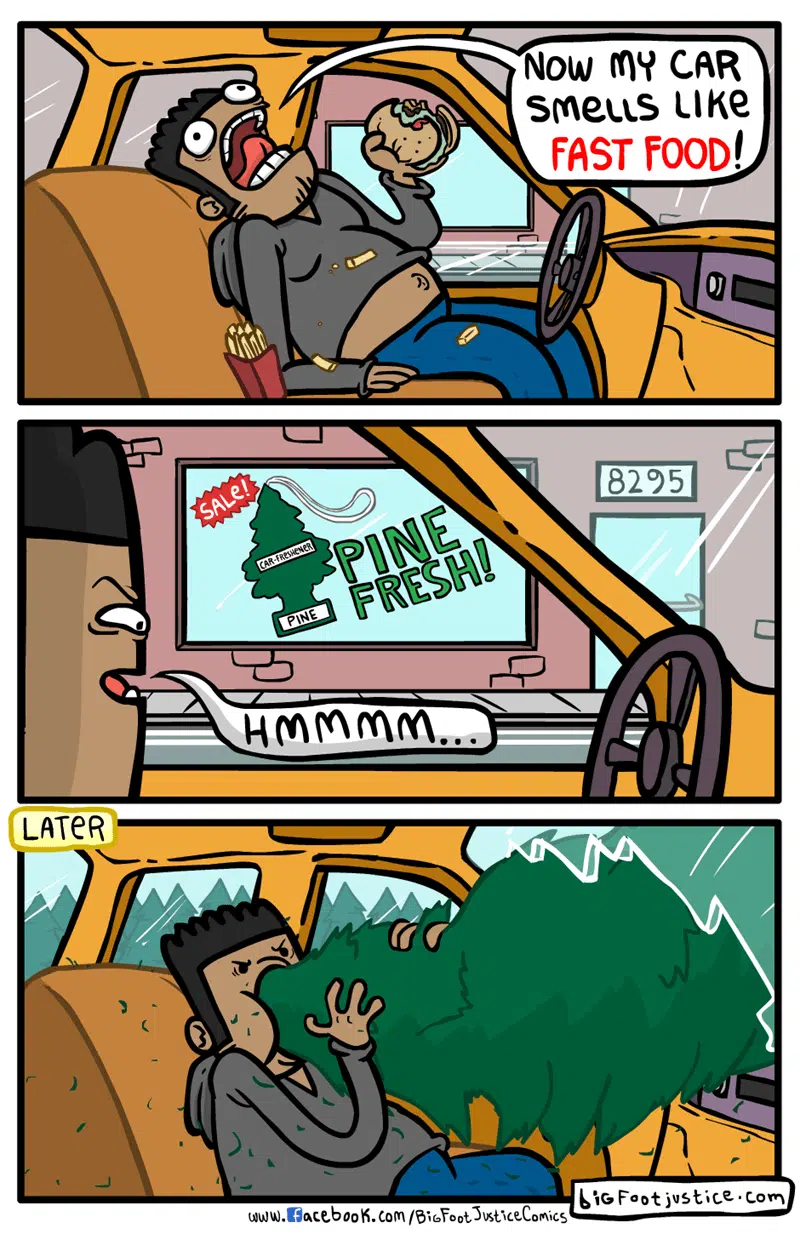 NOW MY CAR
SMELLS LIKE
FAST FOOD!
SALE!
CAR-FRESHENER
PINE
PINE
FRESH!
8295
HMMMM...
LATER
bigfootjustice.com
www.facebook.com/BigFootJusticeComics